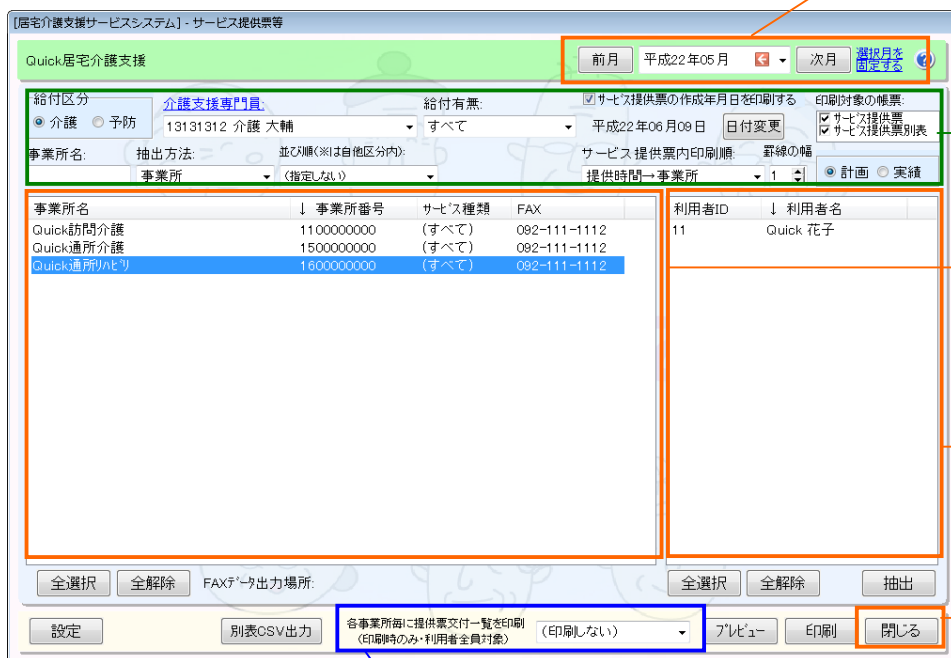 [居宅介護支援サービスシステム] - サービス提供票等
Quick居宅介護支援
前月 平成22年05月 次月 選択月を固定する
給付区分 介護支援専門員: 給付有無: サービス提供票の作成年月日を印刷する 印刷対象の帳票:
介護 予防 13131312 介護 大輔 すべて 平成22年06月09日 日付変更 サービス提供票
サービス提供票別表
事業所名: 抽出方法: 並び順(※は自他区分内): サービス提供票内印刷順: 罫線の幅
事業所 (指定しない) 提供時間→事業所 1 計画 実績
事業所名 ↓ 事業所番号 サービス種類 FAX 利用者ID ↓ 利用者名
Quick訪問介護 1100000000 (すべて) 092-111-1112 11 Quick 花子
Quick通所介護 1500000000 (すべて) 092-111-1112
Quick通所リハビリ 1600000000 (すべて) 092-111-1112
全選択 全解除 FAXデータ出力場所: 全選択 全解除 抽出
設定 別表CSV出力 各事業所毎に提供票交付一覧を印刷
(印刷時のみ・利用者全員対象) (印刷しない) プレビュー 印刷 閉じる